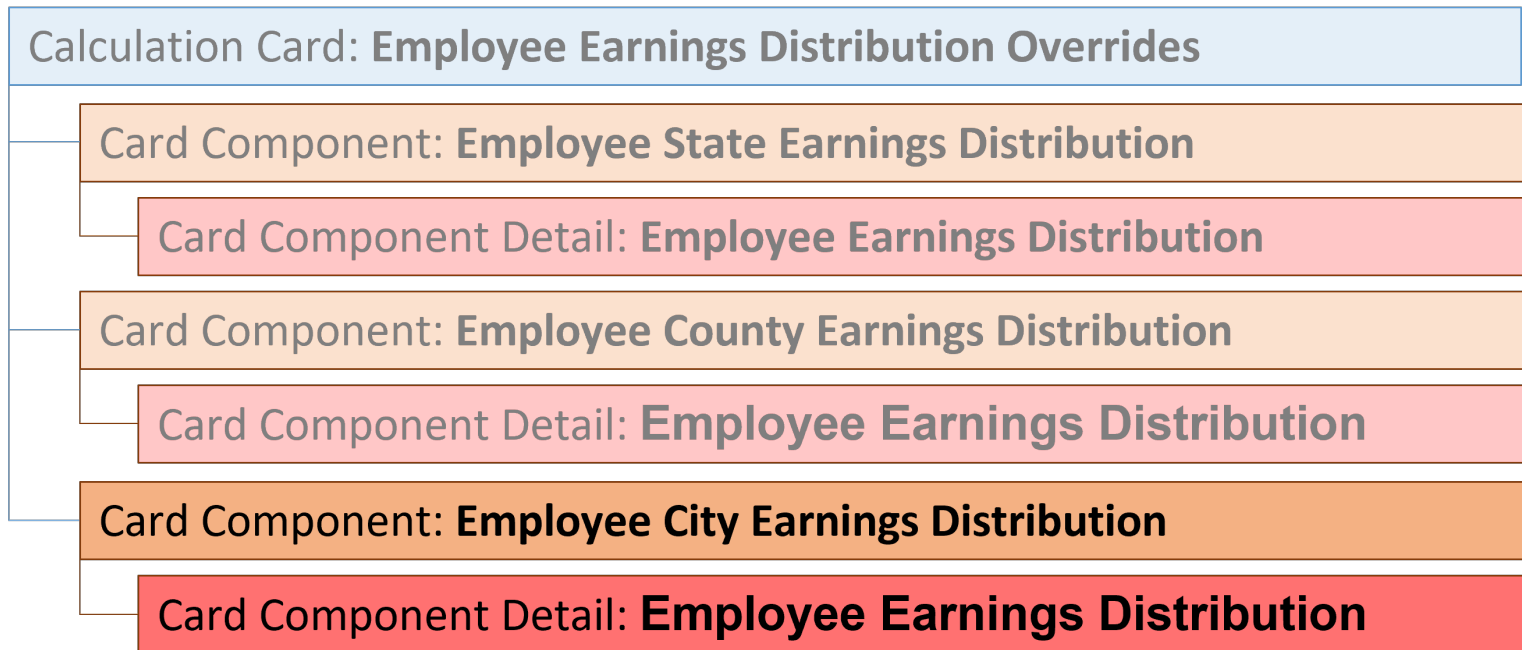 Calculation Card: Employee Earnings Distribution Overrides
Card Component: Employee State Earnings Distribution
Card Component Detail: Employee Earnings Distribution
Card Component: Employee County Earnings Distribution
Card Component Detail: Employee Earnings Distribution
Card Component: Employee City Earnings Distribution
Card Component Detail: Employee Earnings Distribution